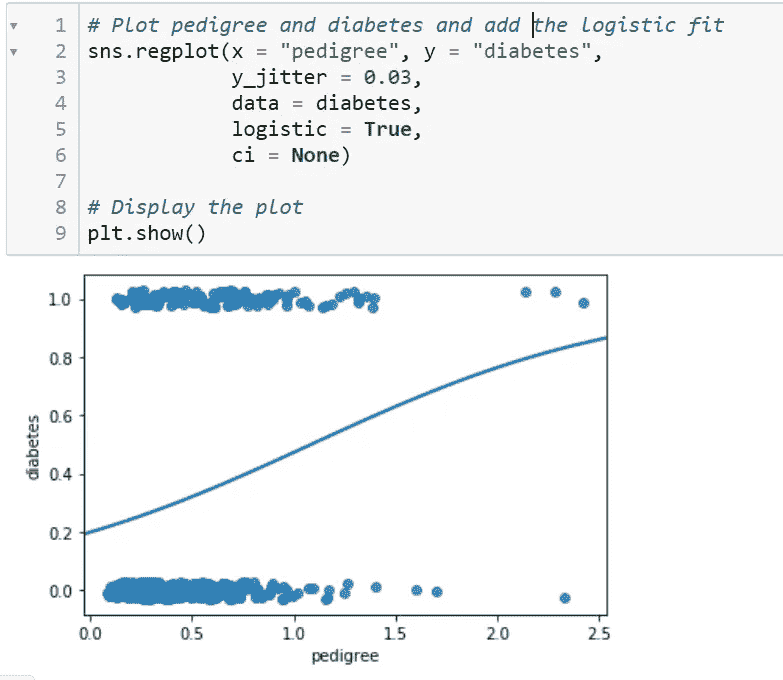 1 # Plot pedigree and diabetes and add the logistic fit
2 sns.regplot(x = "pedigree", y = "diabetes",
3 y_jitter = 0.03,
4 data = diabetes,
5 logistic = True,
6 ci = None)
7
8 # Display the plot
9 plt.show()
1.0
0.8
0.6
0.4
0.2
0.0
diabetes
0.0 0.5 1.0 1.5 2.0 2.5
pedigree